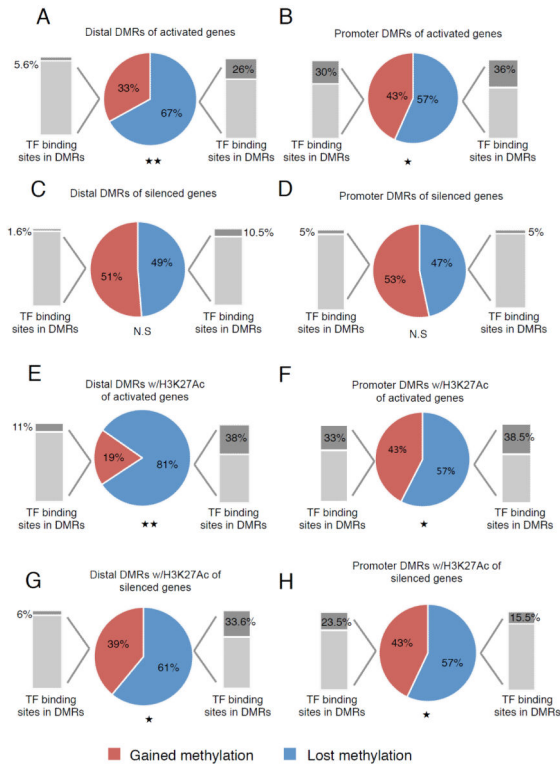 A
Distal DMRs of activated genes
5.6%
33%
67%
26%
TF binding
sites in DMRs
★★
TF binding
sites in DMRs
B
Promoter DMRs of activated genes
30%
43%
57%
36%
TF binding
sites in DMRs
★
TF binding
sites in DMRs
C
Distal DMRs of silenced genes
1.6%
51%
49%
10.5%
TF binding
sites in DMRs
N.S
TF binding
sites in DMRs
D
Promoter DMRs of silenced genes
5%
53%
47%
5%
TF binding
sites in DMRs
N.S
TF binding
sites in DMRs
E
Distal DMRs w/H3K27Ac
of activated genes
11%
19%
81%
38%
TF binding
sites in DMRs
★★
TF binding
sites in DMRs
F
Promoter DMRs w/H3K27Ac
of activated genes
33%
43%
57%
38.5%
TF binding
sites in DMRs
★
TF binding
sites in DMRs
G
Distal DMRs w/H3K27Ac of
silenced genes
6%
39%
61%
33.6%
TF binding
sites in DMRs
★
TF binding
sites in DMRs
H
Promoter DMRs w/H3K27Ac of
silenced genes
23.5%
43%
57%
15.5%
TF binding
sites in DMRs
★
TF binding
sites in DMRs
Gained methylation
Lost methylation